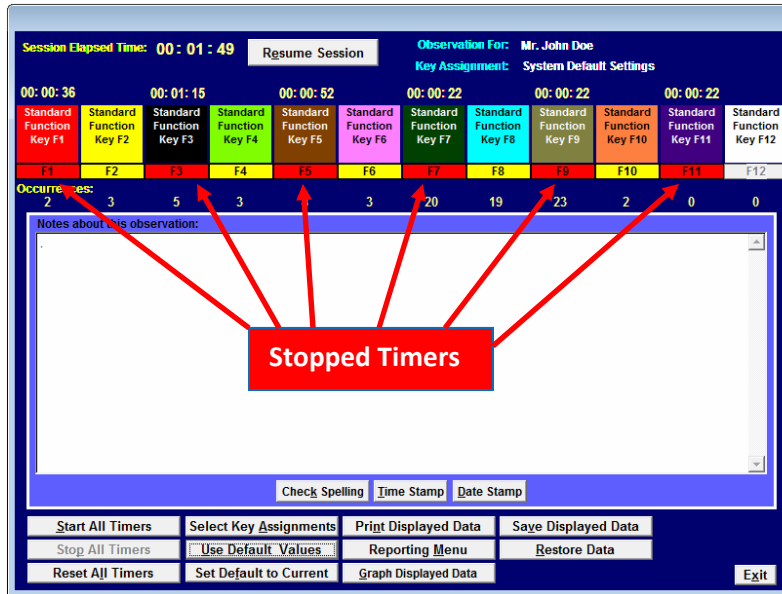 Session Elapsed Time: 00: 01: 49 Resume Session Observation For: Mr. John Doe
Key Assignment: System Default Settings
00: 00: 36 00: 01: 15 00: 00: 52 00: 00: 22 00: 00: 22 00: 00: 22
Standard Standard Standard Standard Standard Standard Standard Standard Standard Standard Standard Standard
Function Function Function Function Function Function Function Function Function Function Function Function
Key F1 Key F2 Key F3 Key F4 Key F5 Key F6 Key F7 Key F8 Key F9 Key F10 Key F11 Key F12
F1 F2 F3 F4 F5 F6 F7 F8 F9 F10 F11 F12
Occurrences:
2 3 5 3 3 20 19 23 2 0 0
Notes about this observation:
.
Stopped Timers
Check Spelling Time Stamp Date Stamp
Start All Timers Select Key Assignments Print Displayed Data Save Displayed Data
Stop All Timers Use Default Values Reporting Menu Restore Data
Reset All Timers Set Default to Current Graph Displayed Data Exit